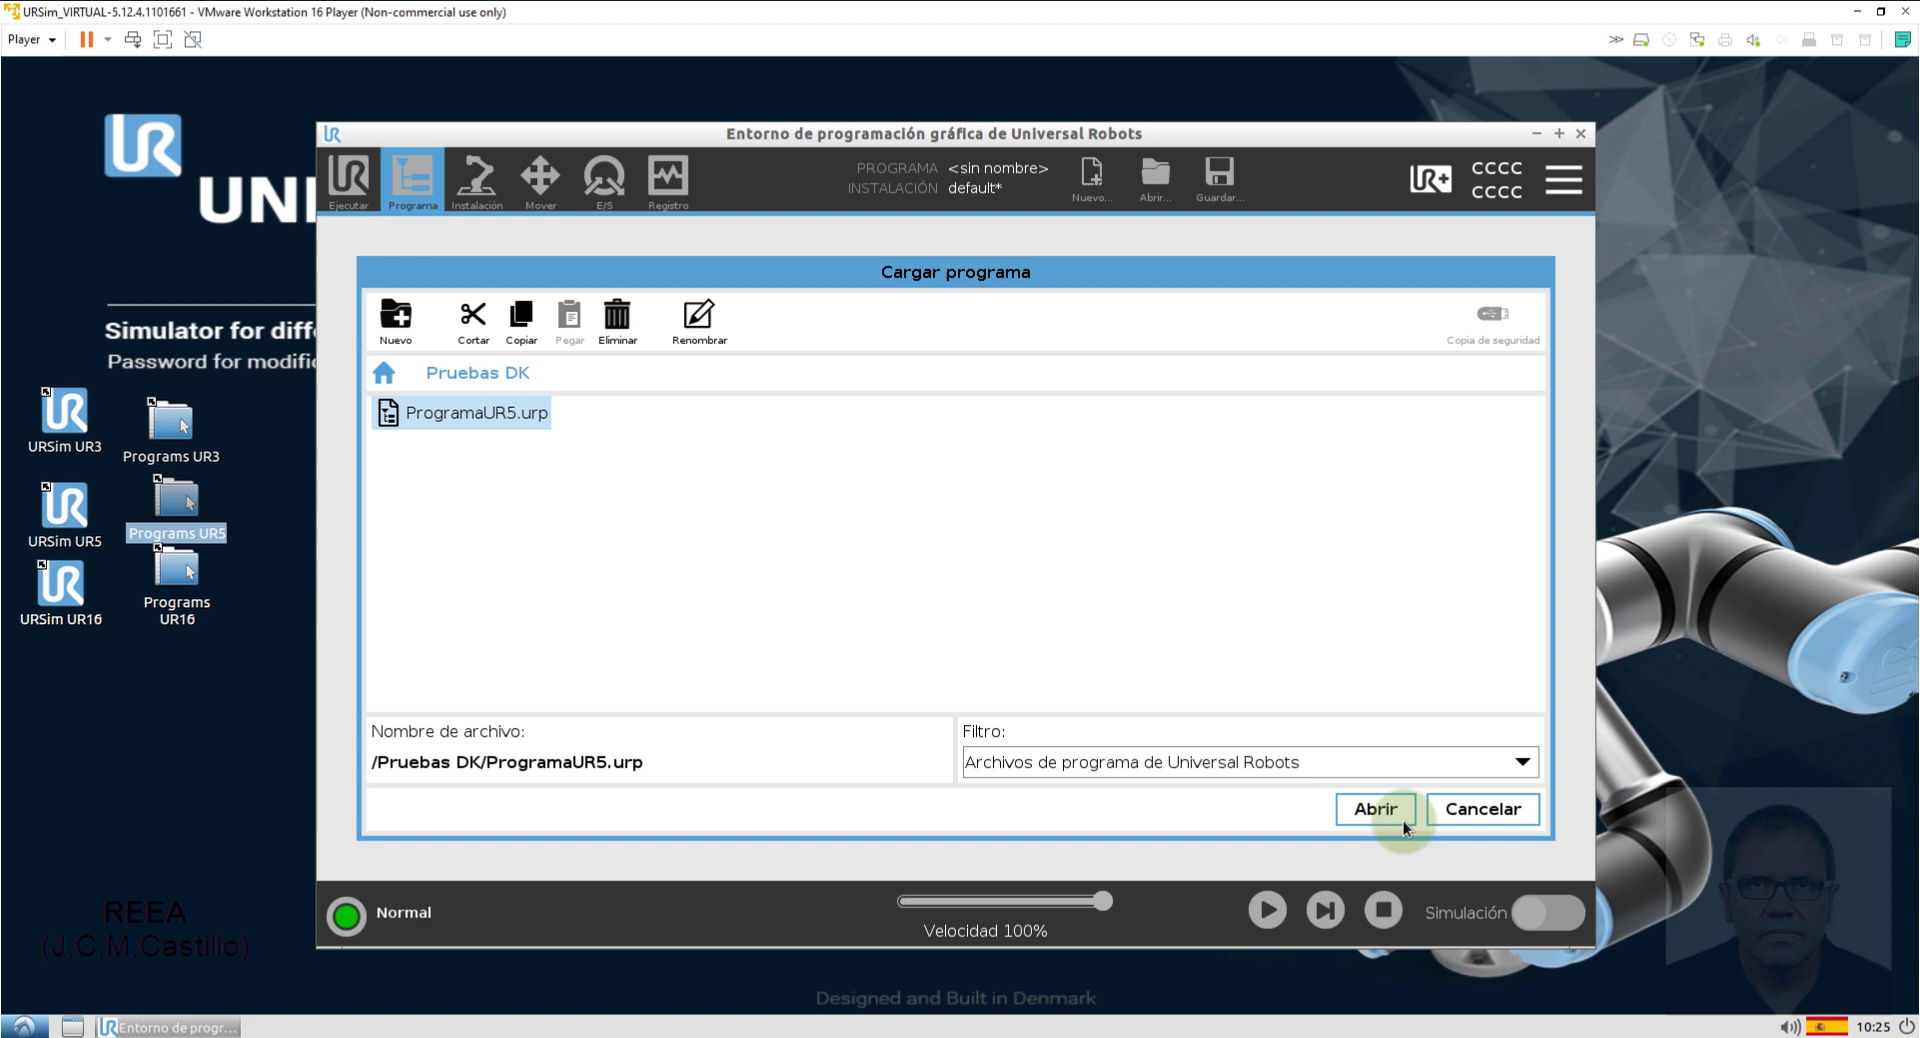 URSim_VIRTUAL-5.12.4.1101661 - VMware Workstation 16 Player (Non-commercial use only)
Player
UR
UNI
Simulator for diff
Password for modific
URSim UR3
Programs UR3
URSim UR5
Programs UR5
URSim UR16
Programs
UR16
REEA
(J.C.M.Castillo)
Entorno de programación gráfica de Universal Robots
Ejecutar
Programa
Instalación
Mover
E/S
Registro
PROGRAMA <sin nombre>
INSTALACIÓN default*
Nuevo...
Abrir...
Guardar...
UR+
CCCC
CCCC
Cargar programa
Nuevo
Cortar
Copiar
Pegar
Eliminar
Renombrar
Copia de seguridad
Pruebas DK
ProgramaUR5.urp
Nombre de archivo:
/Pruebas DK/ProgramaUR5.urp
Filtro:
Archivos de programa de Universal Robots
Abrir
Cancelar
Normal
Velocidad 100%
Simulación
Designed and Built in Denmark
Entorno de progr...
10:25